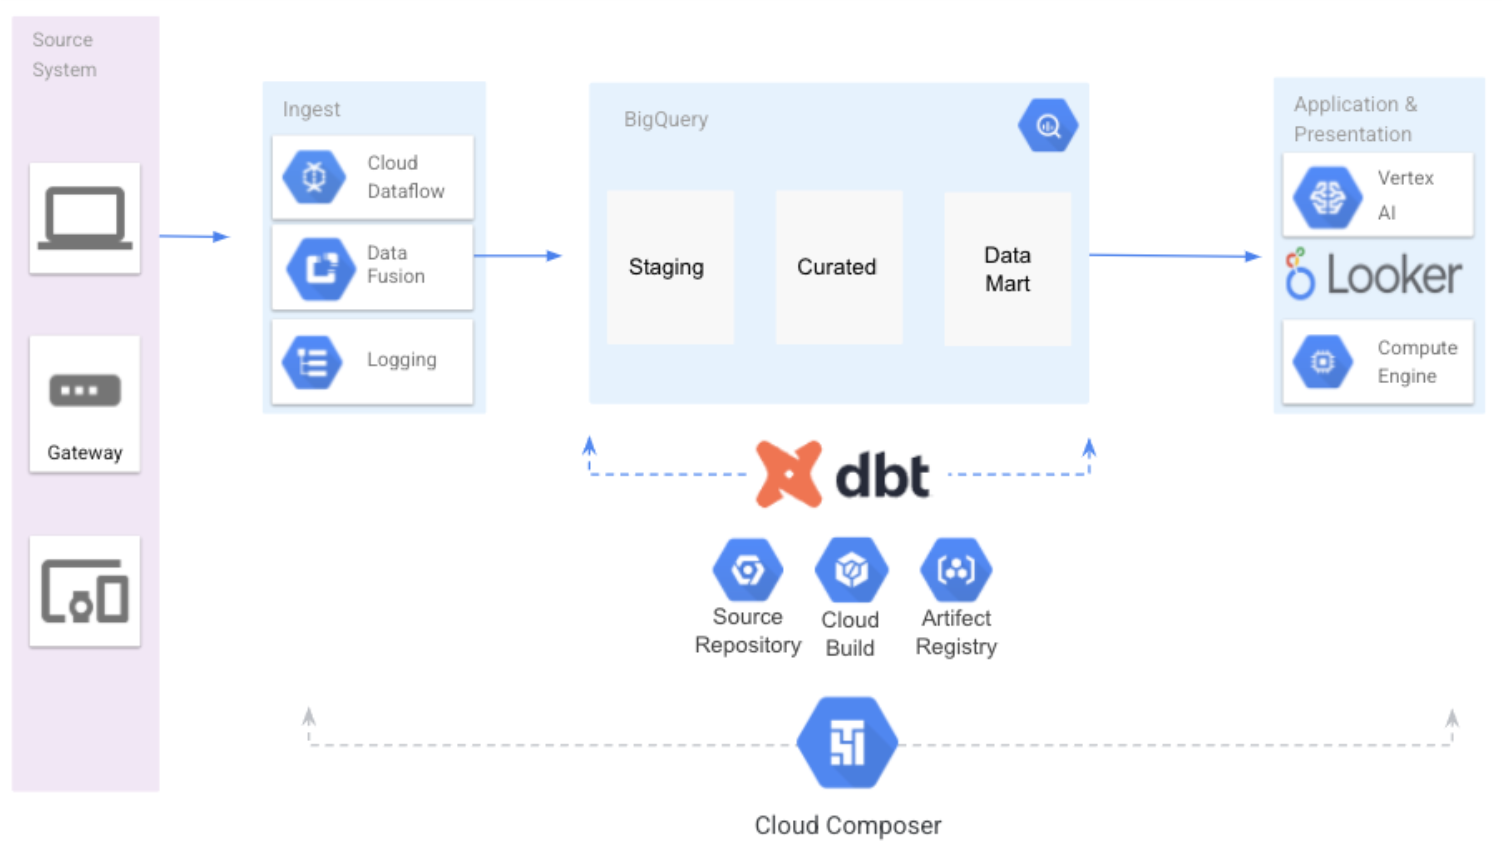 Source
System
Gateway
Ingest
Cloud
Dataflow
Data
Fusion
Logging
BigQuery
Staging
Curated
Data
Mart
Application &
Presentation
Vertex
AI
Looker
Compute
Engine
dbt
Source
Repository
Cloud
Build
Artifect
Registry
Cloud Composer